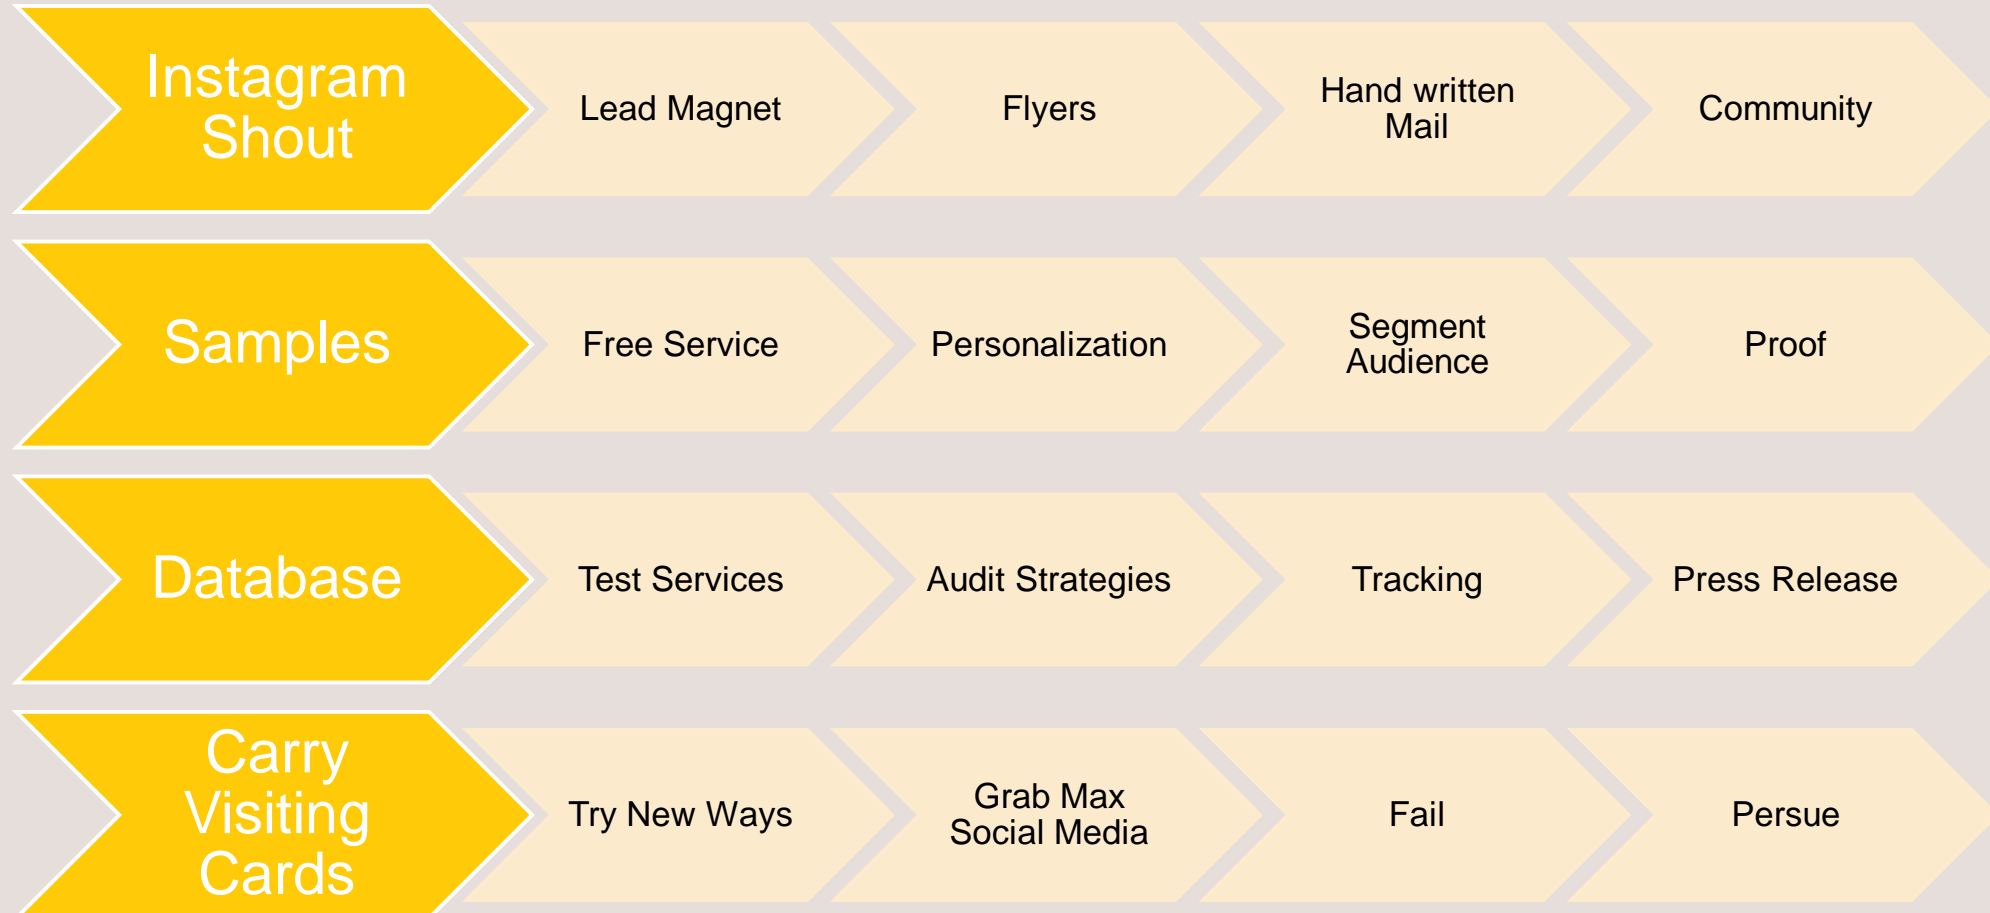 Instagram
Shout
Lead Magnet
Flyers
Hand written
Mail
Community
Samples
Free Service
Personalization
Segment
Audience
Proof
Database
Test Services
Audit Strategies
Tracking
Press Release
Carry
Visiting
Cards
Try New Ways
Grab Max
Social Media
Fail
Persue